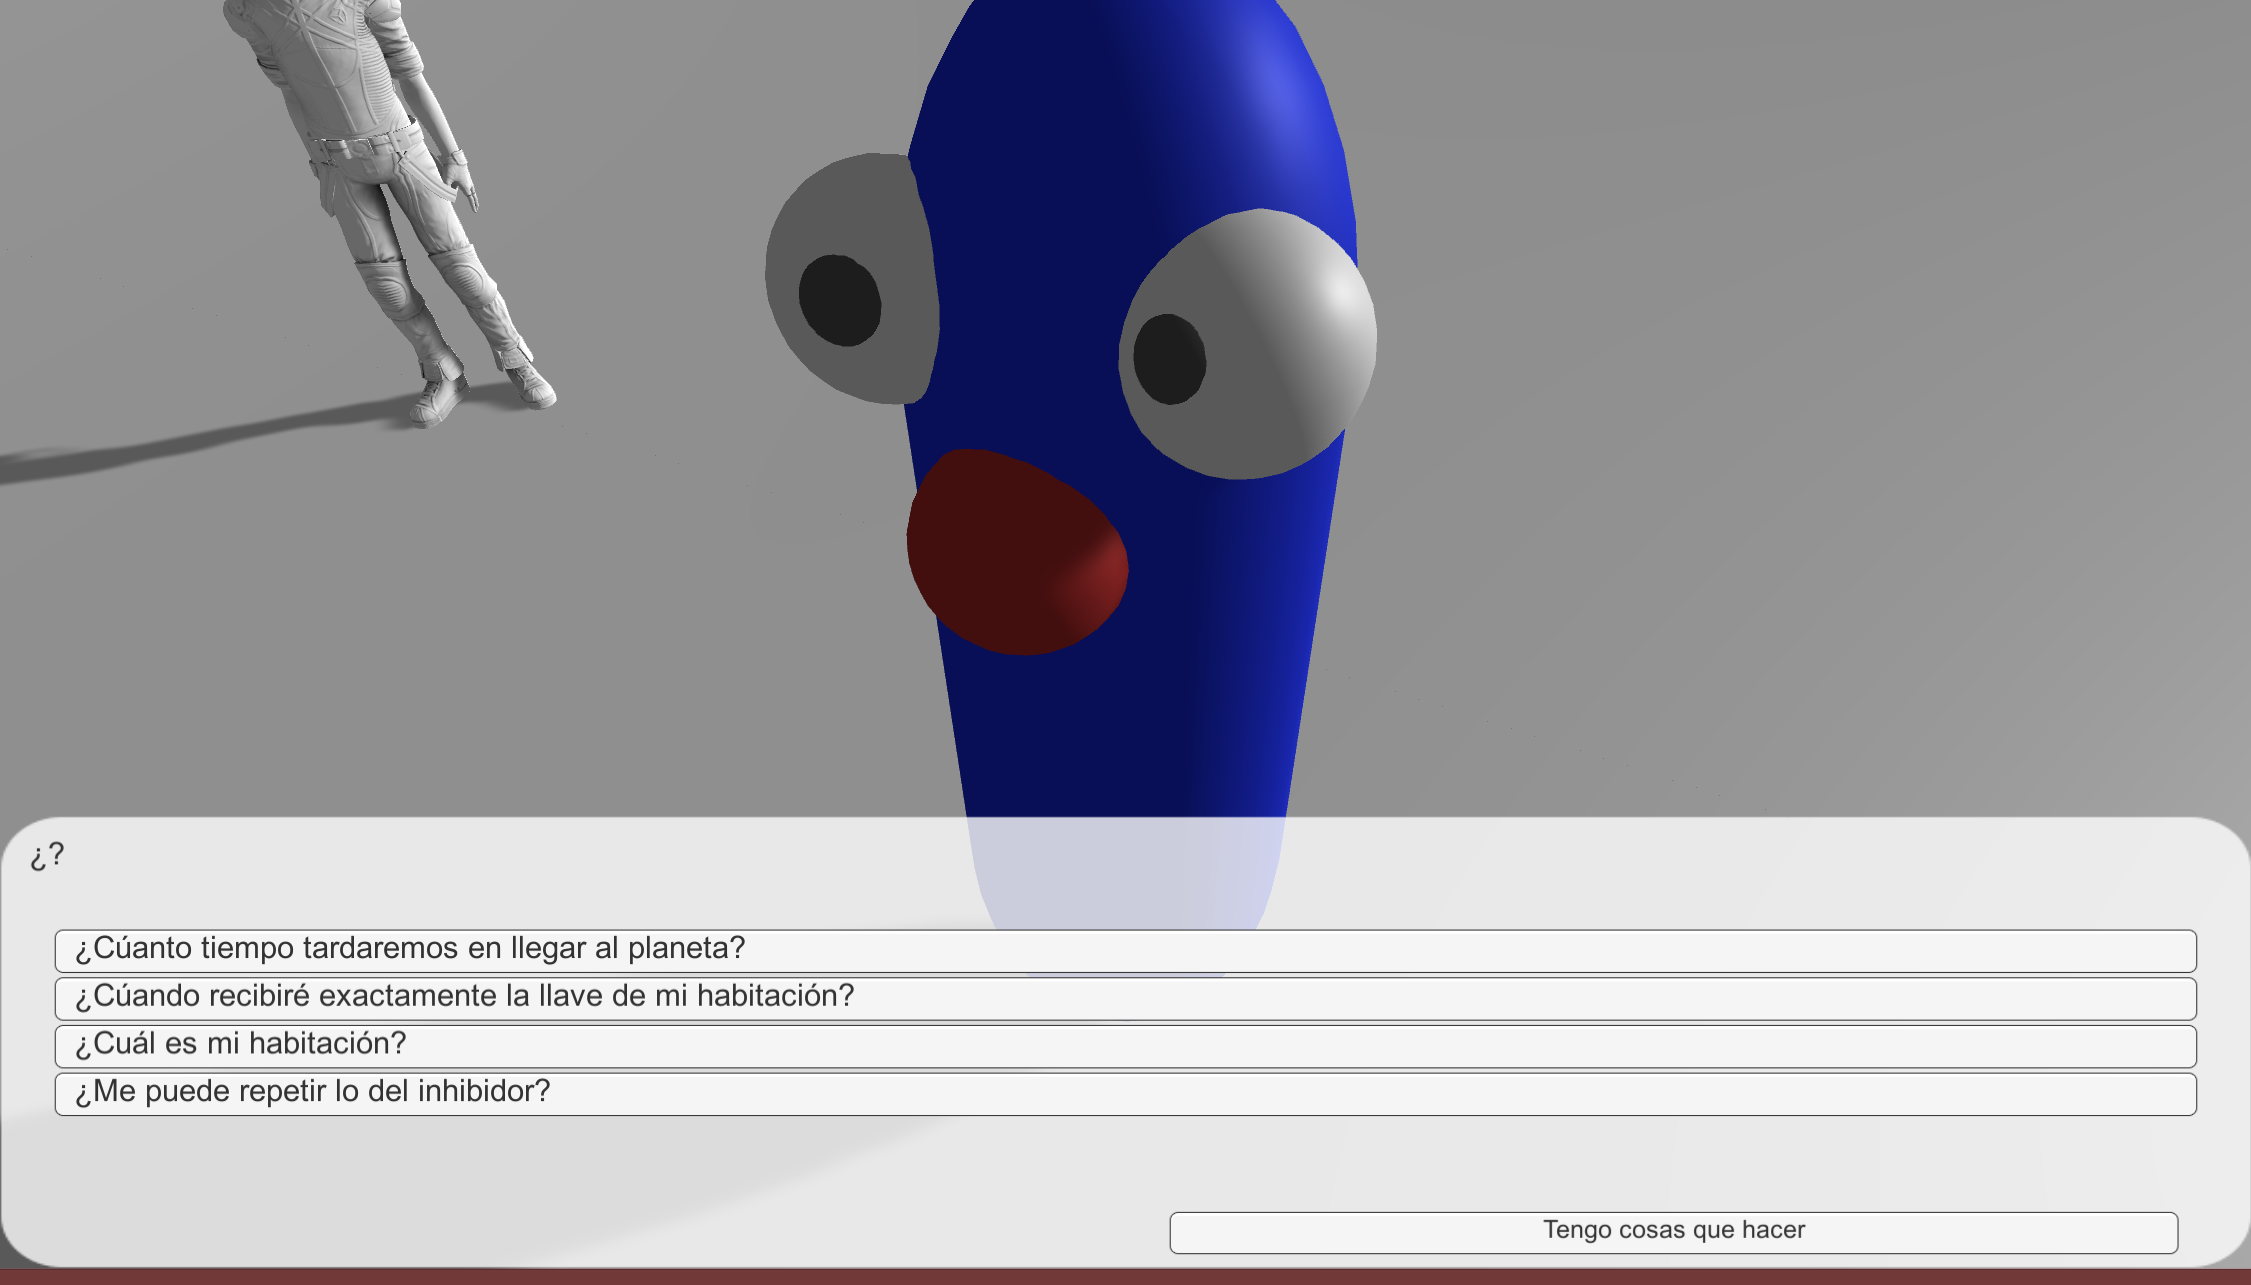 ¿?
¿Cúanto tiempo tardaremos en llegar al planeta?
¿Cúando recibiré exactamente la llave de mi habitación?
¿Cuál es mi habitación?
¿Me puede repetir lo del inhibidor?
Tengo cosas que hacer